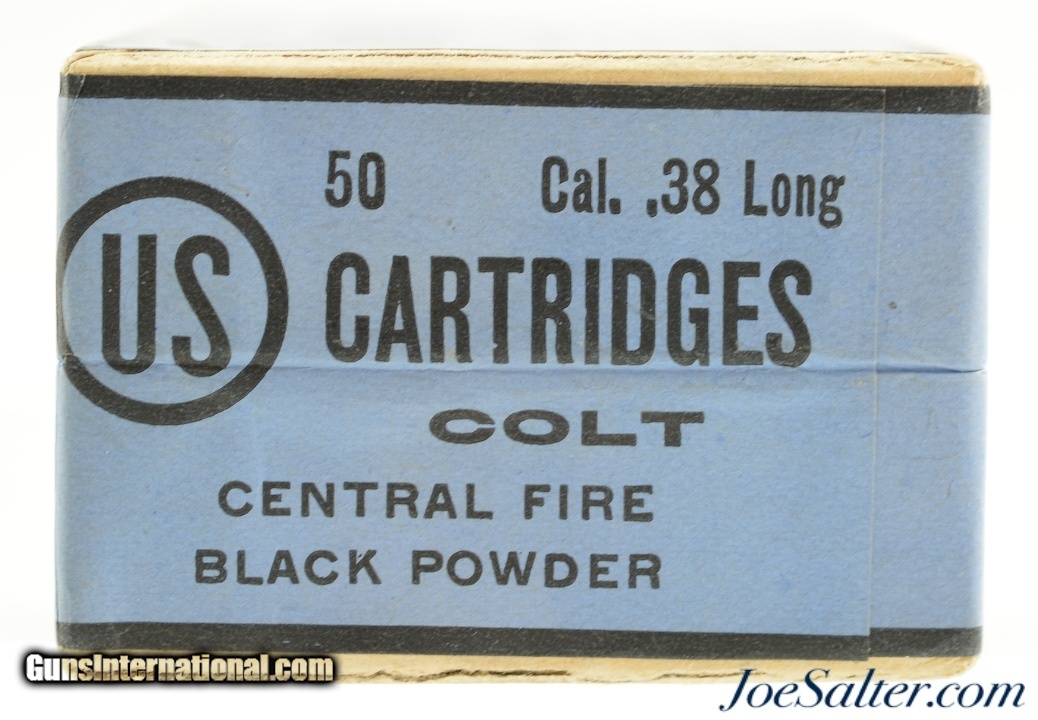 50 Cal. .38 Long
US CARTRIDGES
COLT
CENTRAL FIRE
BLACK POWDER
GunsInternational.com
JoeSalter.com